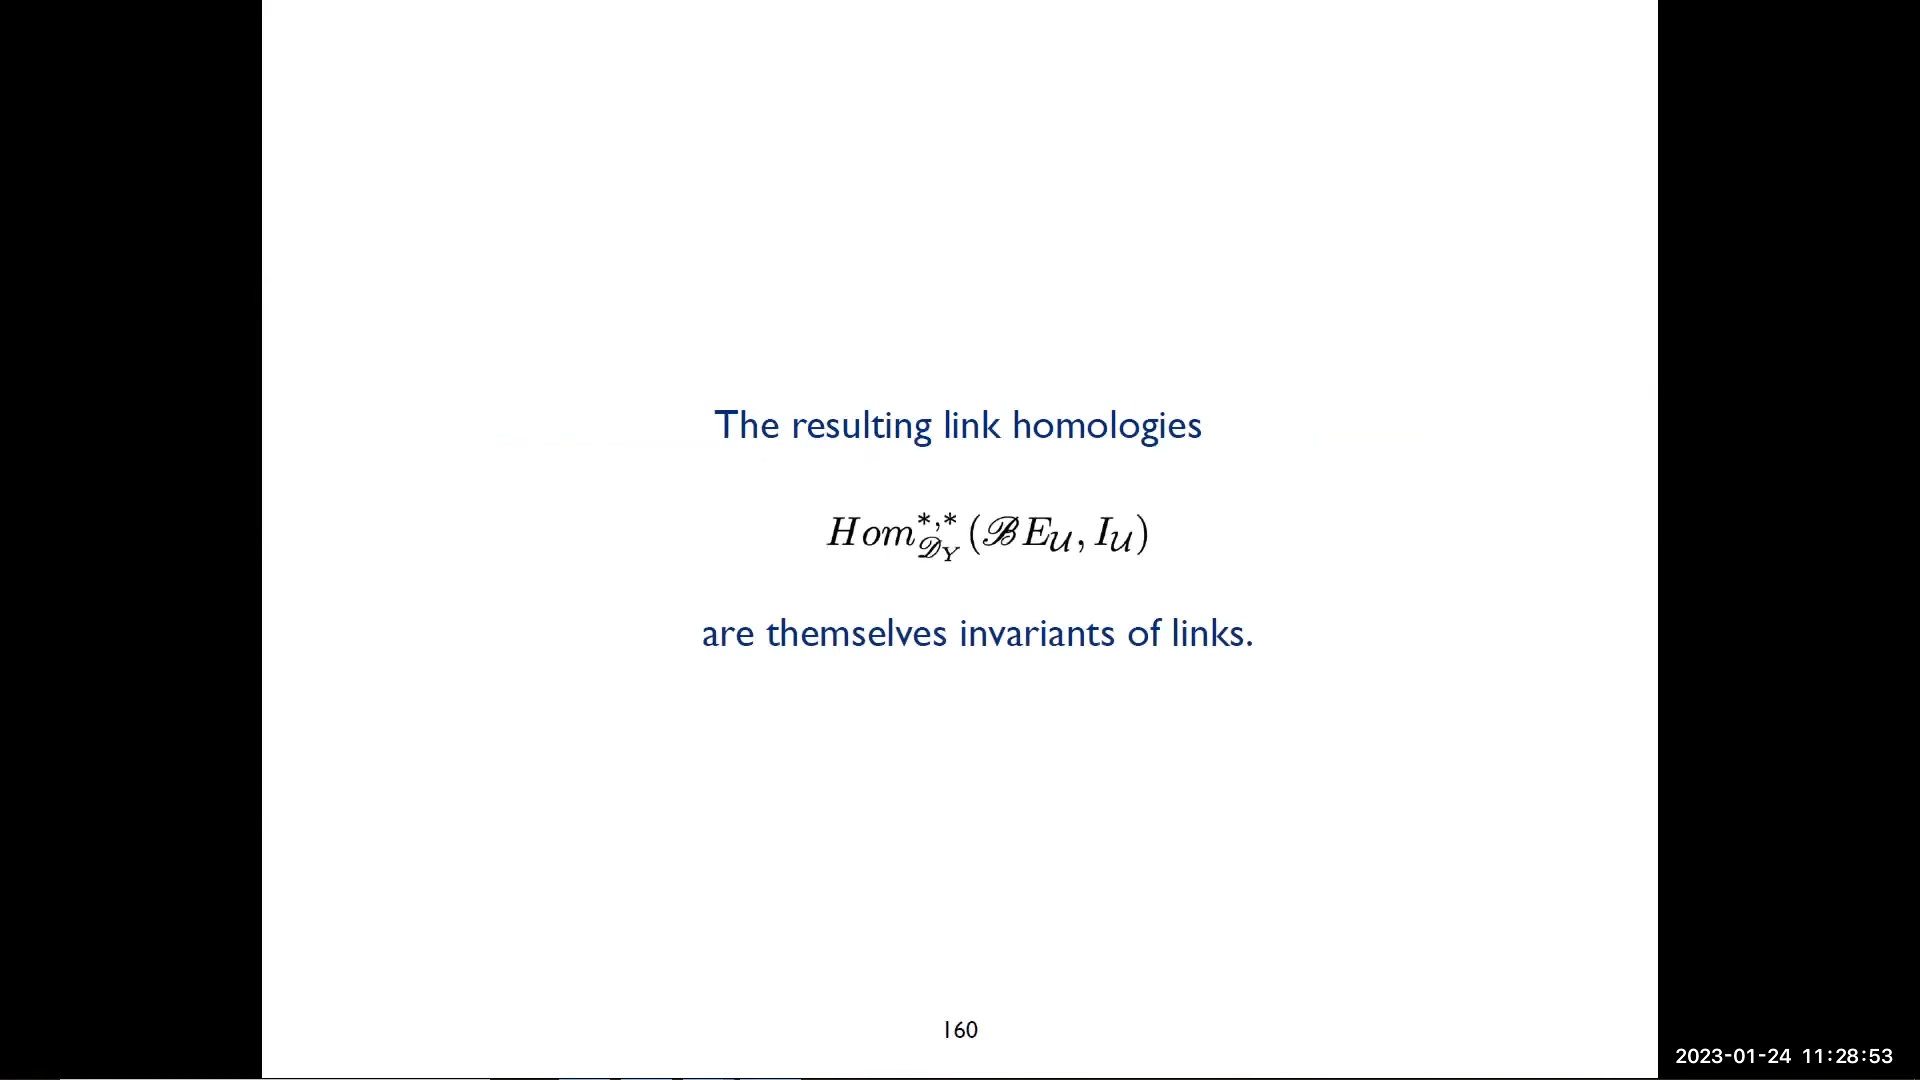 The resulting link homologies
$Hom^{*,*}_{\mathscr{D}_Y}(\mathscr{B}E_{\mathcal{U}}, I_{\mathcal{U}})$
are themselves invariants of links.
160
2023-01-24 11:28:53